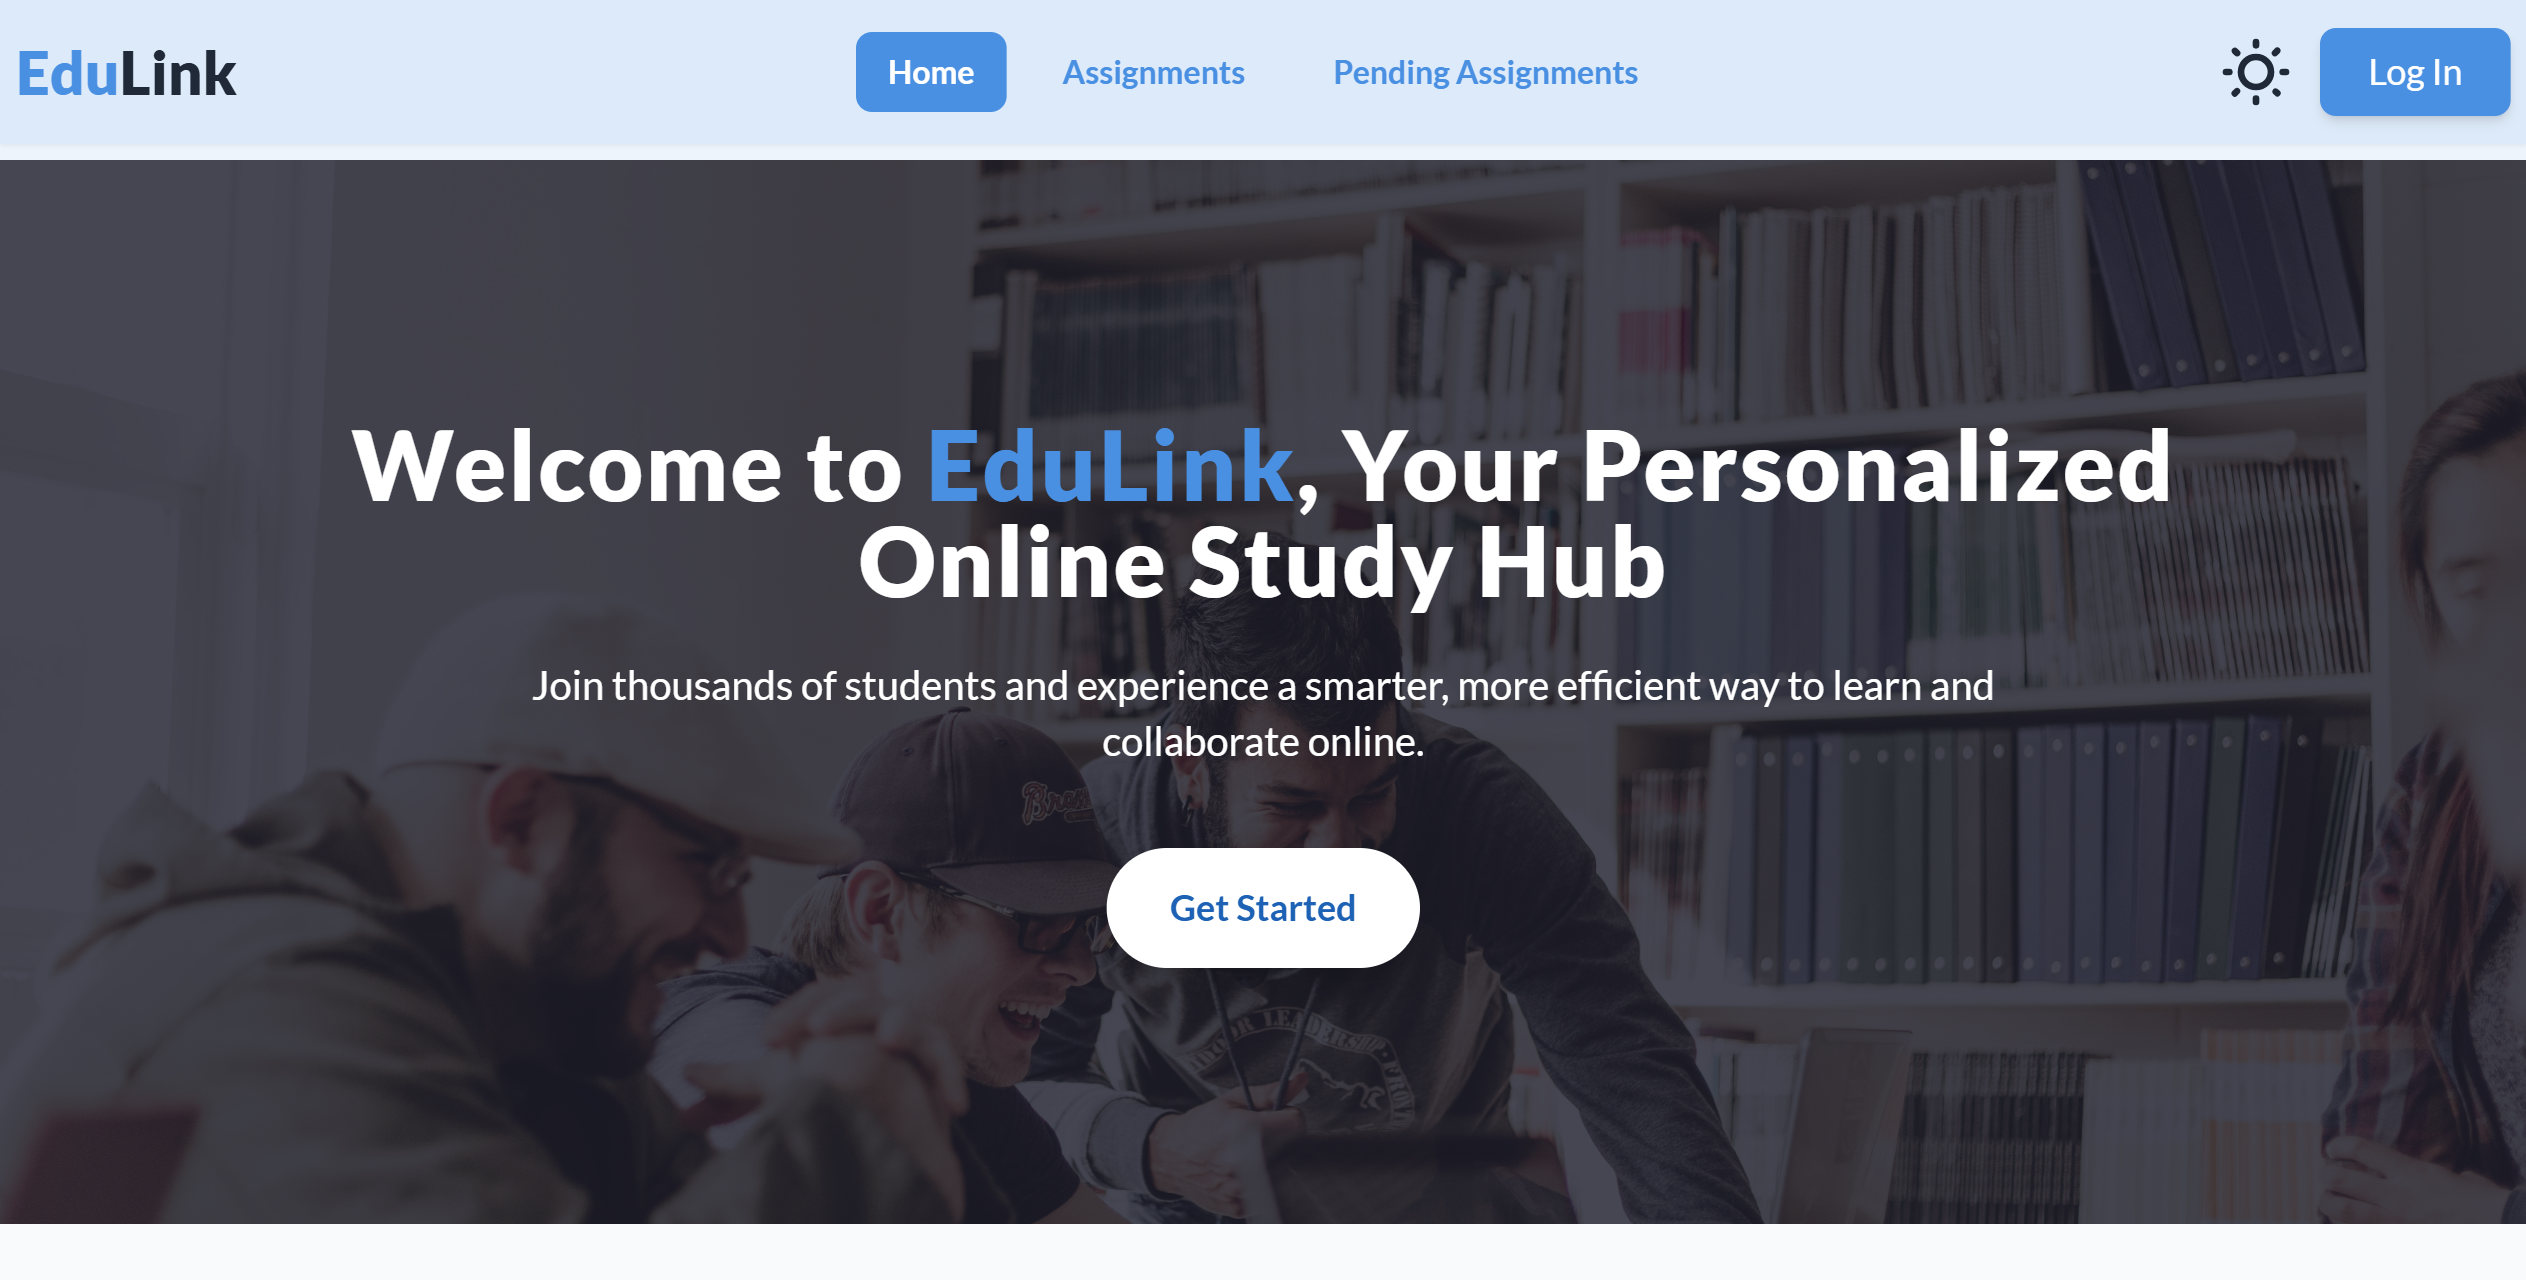 EduLink
Home
Assignments
Pending Assignments
Log In
Welcome to EduLink, Your Personalized
Online Study Hub
Join thousands of students and experience a smarter, more efficient way to learn and
collaborate online.
Get Started
LEADERSHIP